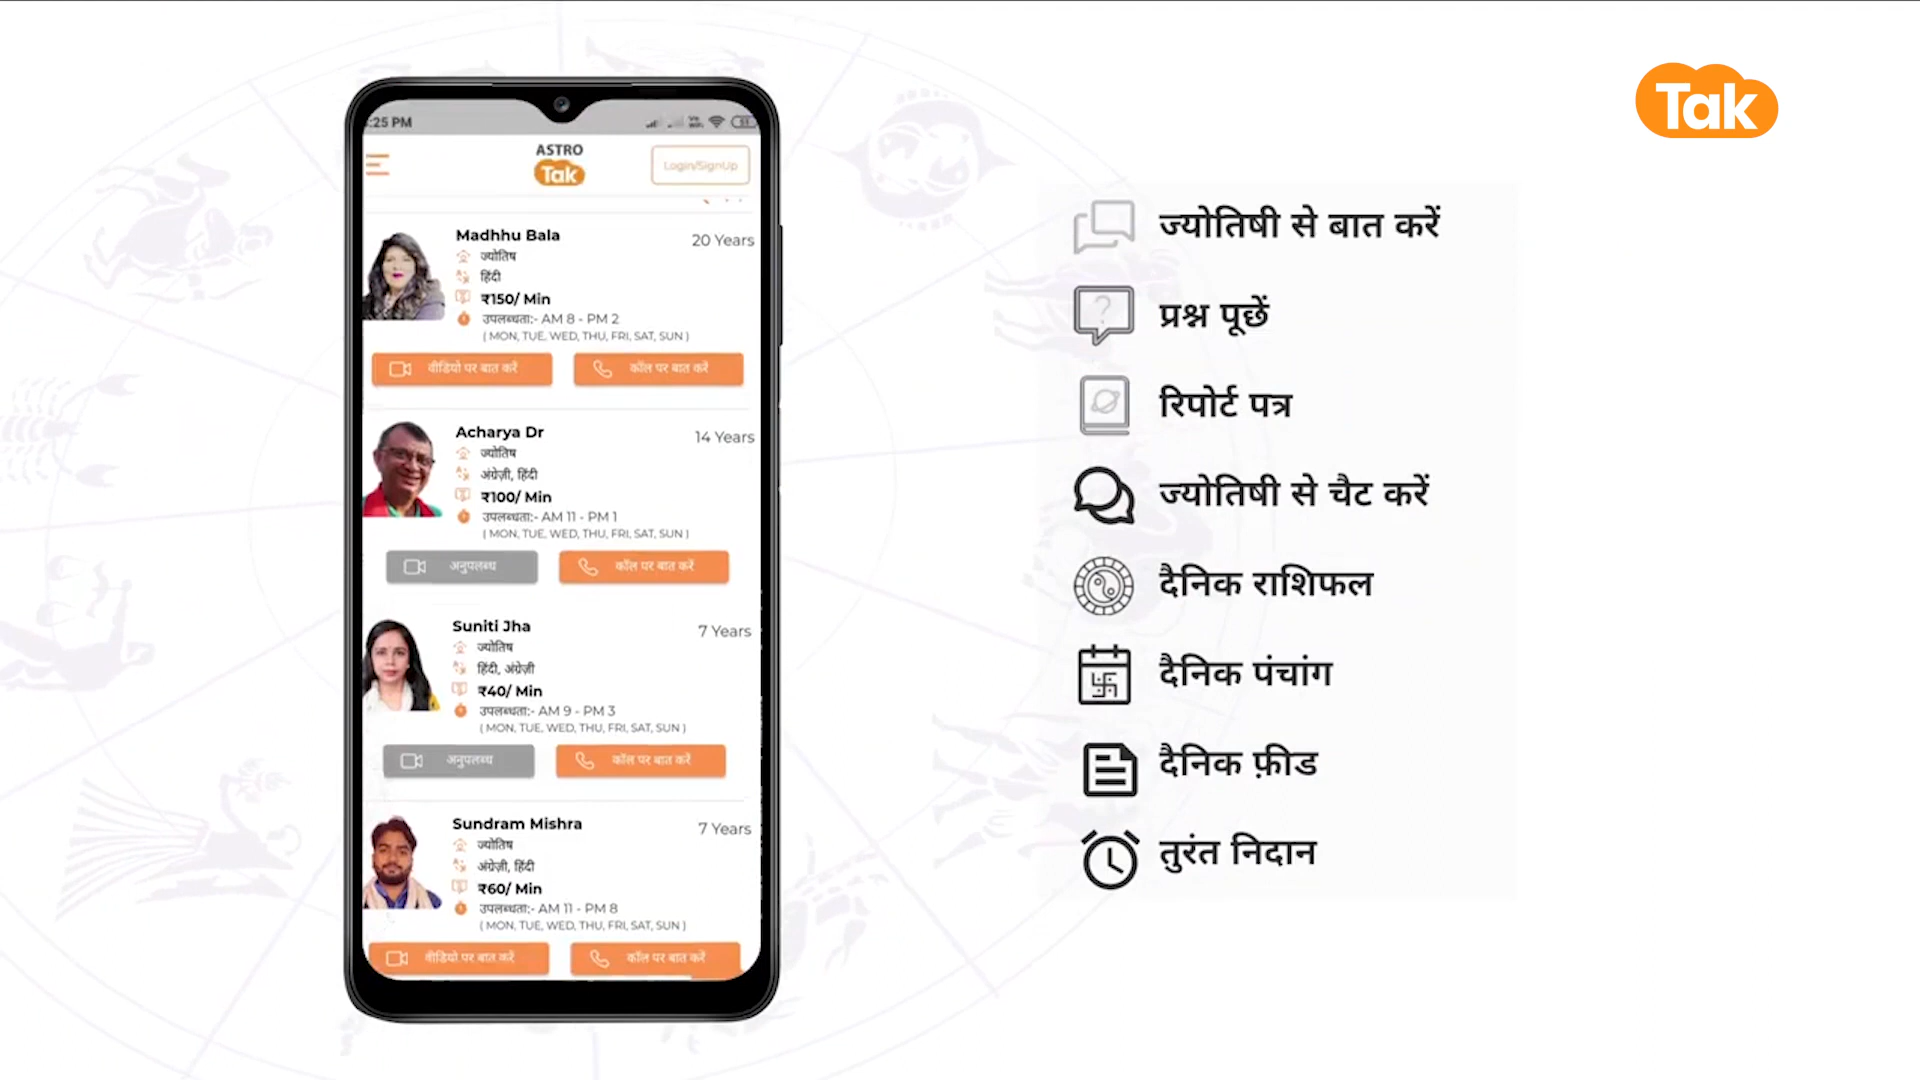 Tak
:25 PM
51
ASTRO
Tak
Login/SignUp
Madhhu Bala
20 Years
ज्योतिष
हिंदी
₹150/ Min
उपलब्धता:- AM 8 - PM 2
( MON, TUE, WED, THU, FRI, SAT, SUN )
वीडियो पर बात करें
कॉल पर बात करें
Acharya Dr
14 Years
ज्योतिष
अंग्रेज़ी, हिंदी
₹100/ Min
उपलब्धता:- AM 11 - PM 1
( MON, TUE, WED, THU, FRI, SAT, SUN )
अनुपलब्ध
कॉल पर बात करें
Suniti Jha
7 Years
ज्योतिष
हिंदी, अंग्रेज़ी
₹40/ Min
उपलब्धता:- AM 9 - PM 3
( MON, TUE, WED, THU, FRI, SAT, SUN )
अनुपलब्ध
कॉल पर बात करें
Sundram Mishra
7 Years
ज्योतिष
अंग्रेज़ी, हिंदी
₹60/ Min
उपलब्धता:- AM 11 - PM 8
( MON, TUE, WED, THU, FRI, SAT, SUN )
वीडियो पर बात करें
कॉल पर बात करें
ज्योतिषी से बात करें
प्रश्न पूछें
रिपोर्ट पत्र
ज्योतिषी से चैट करें
दैनिक राशिफल
दैनिक पंचांग
दैनिक फ़ीड
तुरंत निदान